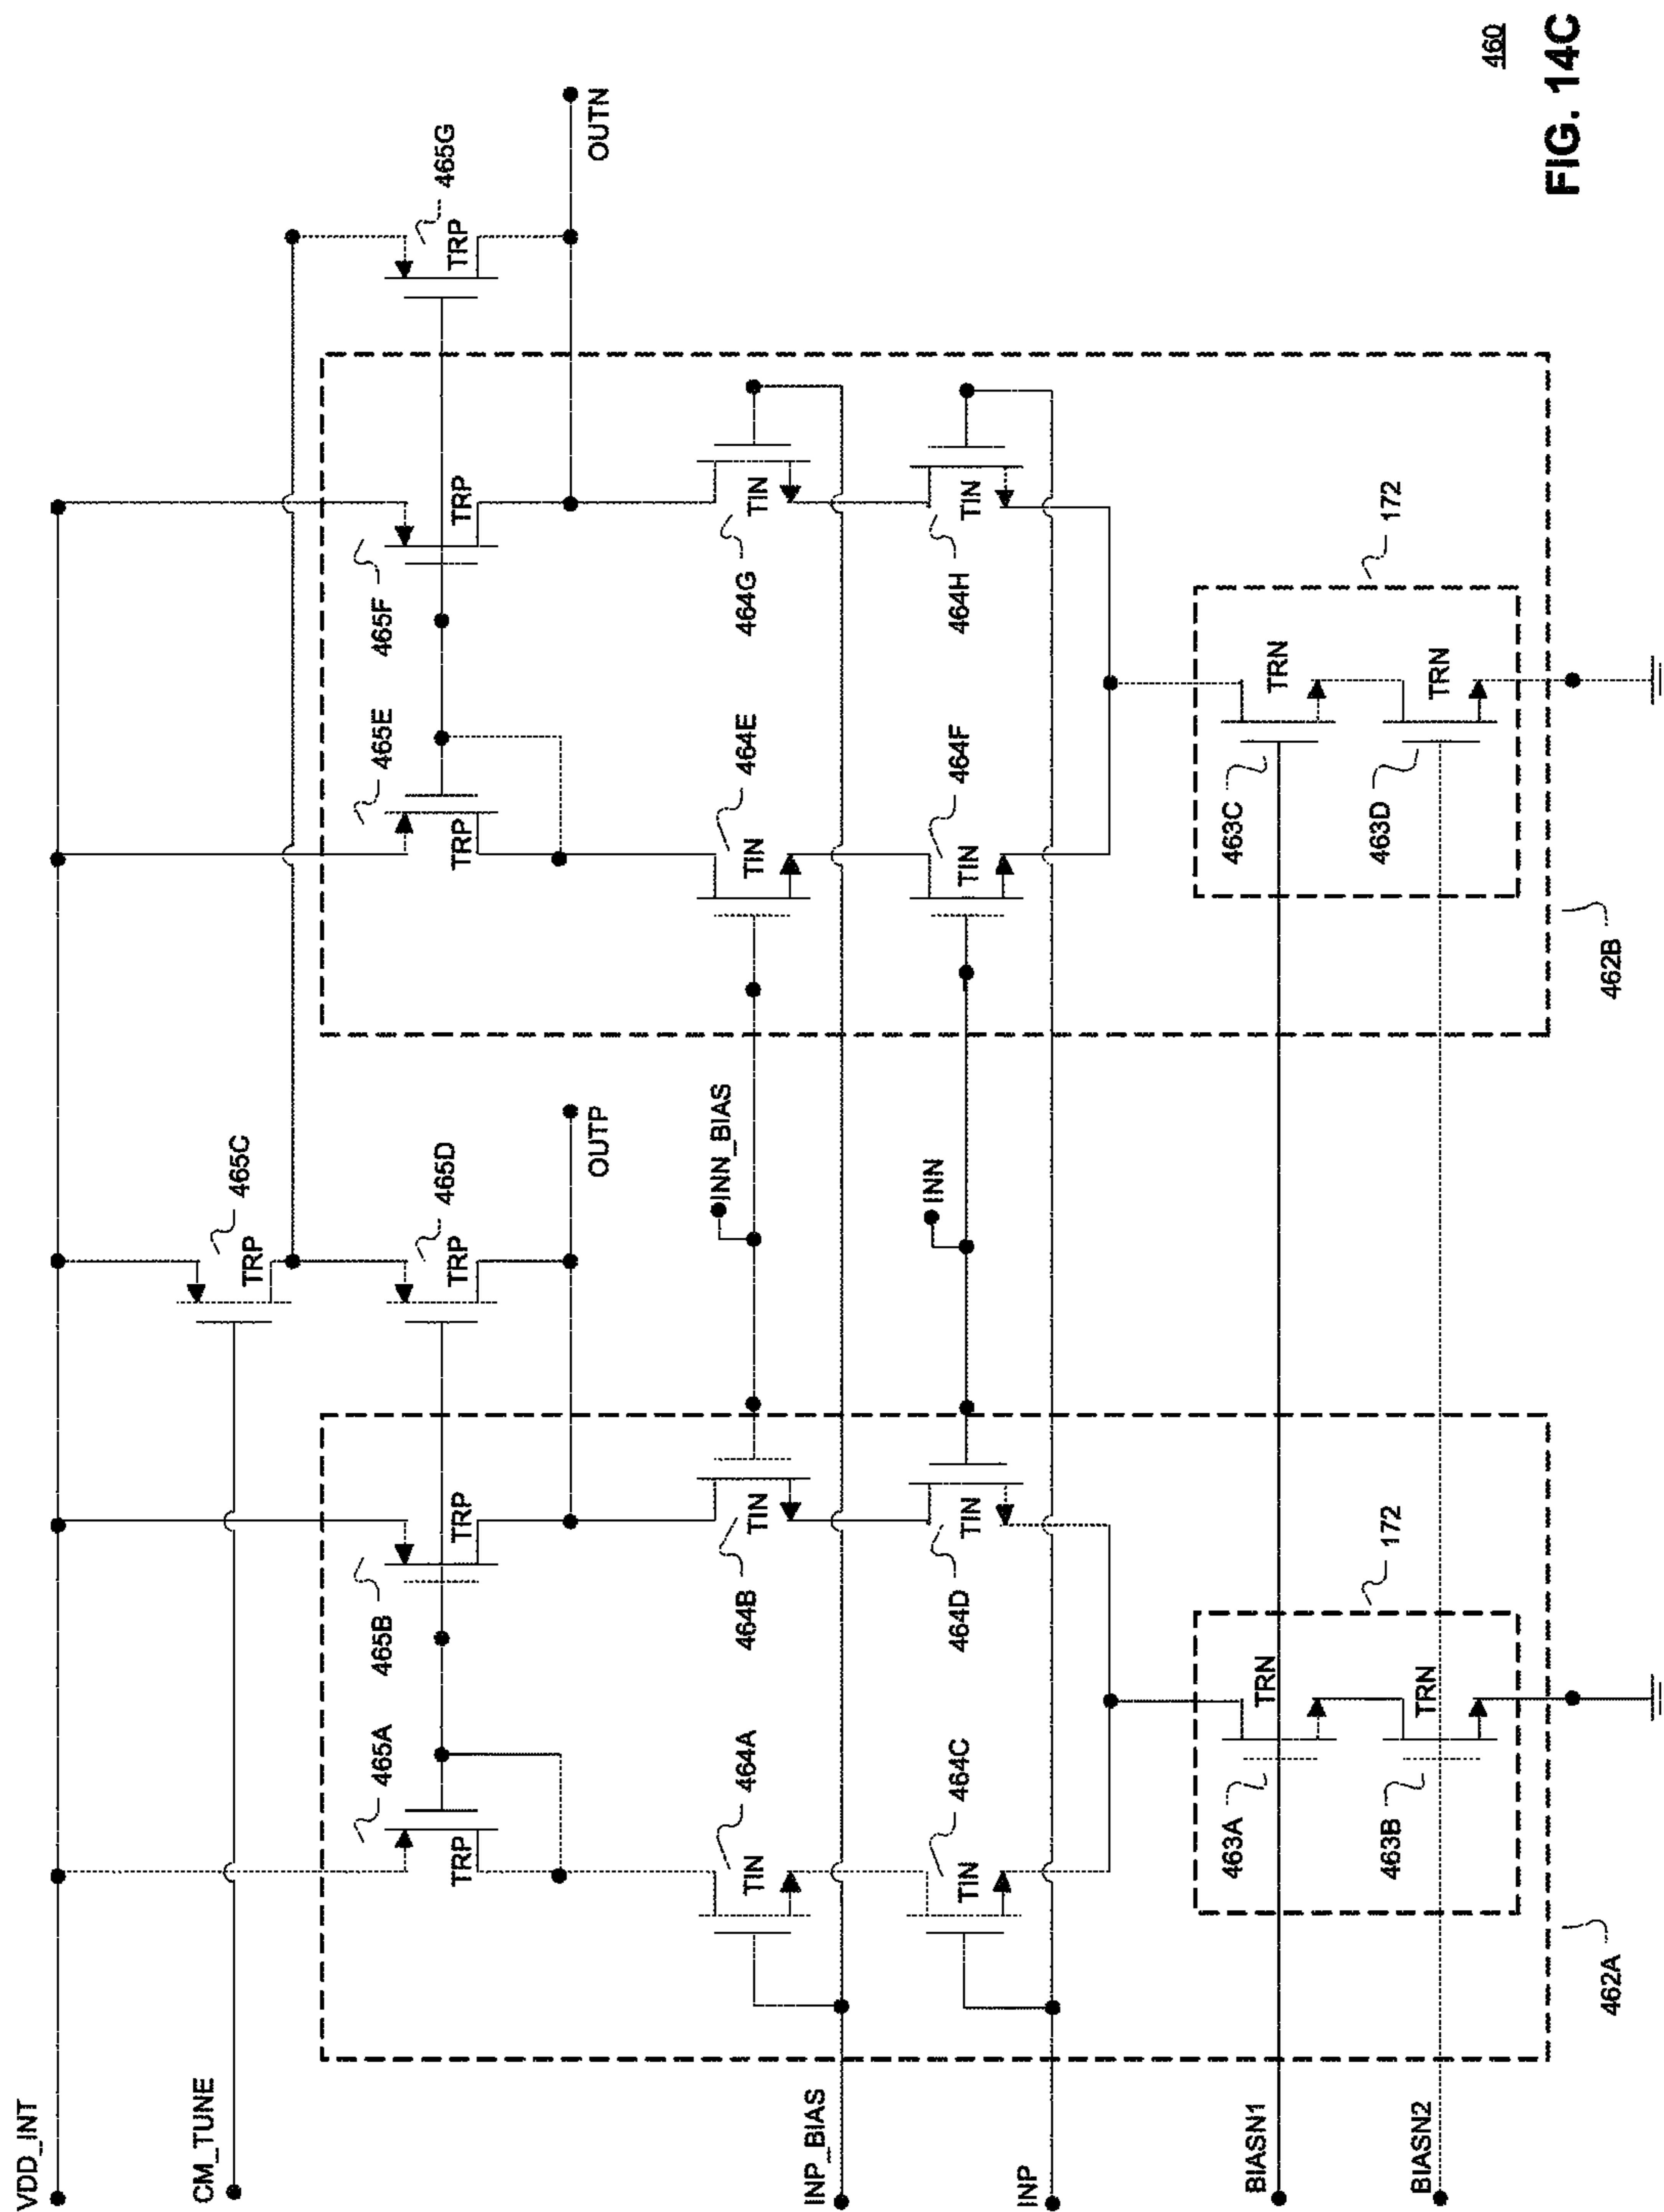 VDD_INT
CM_TUNE
465C
TRP
465A
465B
465D
465E
465F
465G
TRP
TRP
TRP
TRP
TRP
TRP
OUTP
OUTN
INN_BIAS
464A
TIN
464B
TIN
464E
TIN
464G
TIN
INP_BIAS
INN
464C
TIN
464D
TIN
464F
TIN
464H
TIN
INP
172
172
463A
TRN
463C
TRN
BIASN1
463B
TRN
463D
TRN
BIASN2
462A
462B
460
FIG. 14C